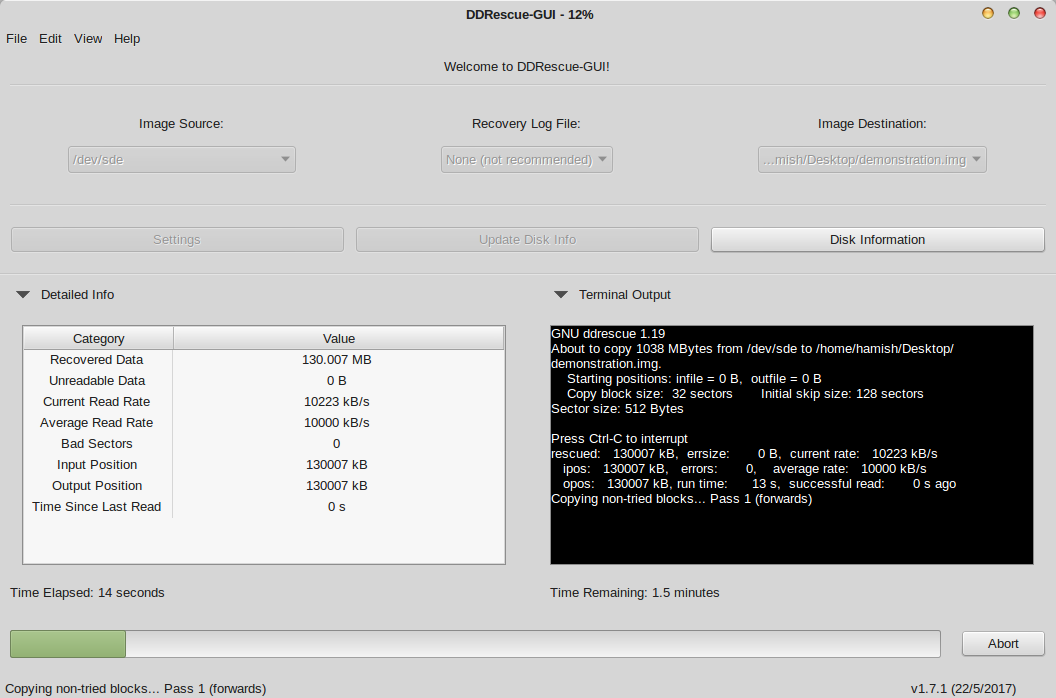 DDRescue-GUI - 12%
File Edit View Help
Welcome to DDRescue-GUI!
Image Source: Recovery Log File: Image Destination:
/dev/sde None (not recommended) ...mish/Desktop/demonstration.img
Settings Update Disk Info Disk Information
Detailed Info
Category Value
Recovered Data 130.007 MB
Unreadable Data 0 B
Current Read Rate 10223 kB/s
Average Read Rate 10000 kB/s
Bad Sectors 0
Input Position 130007 kB
Output Position 130007 kB
Time Since Last Read 0 s
Terminal Output
GNU ddrescue 1.19
About to copy 1038 MBytes from /dev/sde to /home/hamish/Desktop/
demonstration.img.
Starting positions: infile = 0 B, outfile = 0 B
Copy block size: 32 sectors Initial skip size: 128 sectors
Sector size: 512 Bytes
Press Ctrl-C to interrupt
rescued: 130007 kB, errsize: 0 B, current rate: 10223 kB/s
ipos: 130007 kB, errors: 0, average rate: 10000 kB/s
opos: 130007 kB, run time: 13 s, successful read: 0 s ago
Copying non-tried blocks... Pass 1 (forwards)
Time Elapsed: 14 seconds Time Remaining: 1.5 minutes
Abort
Copying non-tried blocks... Pass 1 (forwards) v1.7.1 (22/5/2017)